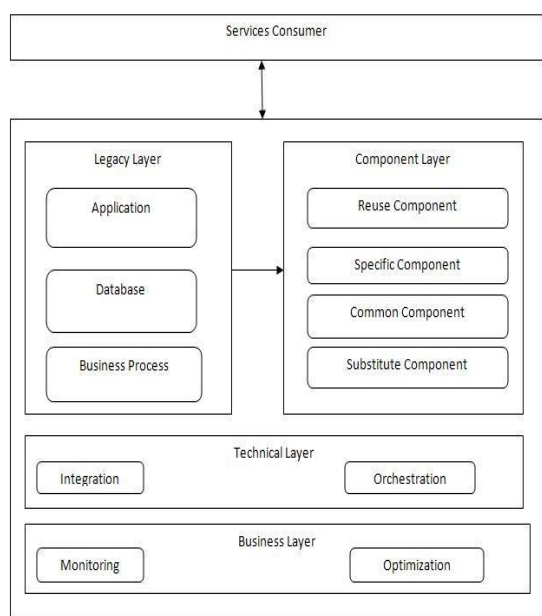 Services Consumer
Legacy Layer
Application
Database
Business Process
Component Layer
Reuse Component
Specific Component
Common Component
Substitute Component
Technical Layer
Integration
Orchestration
Business Layer
Monitoring
Optimization